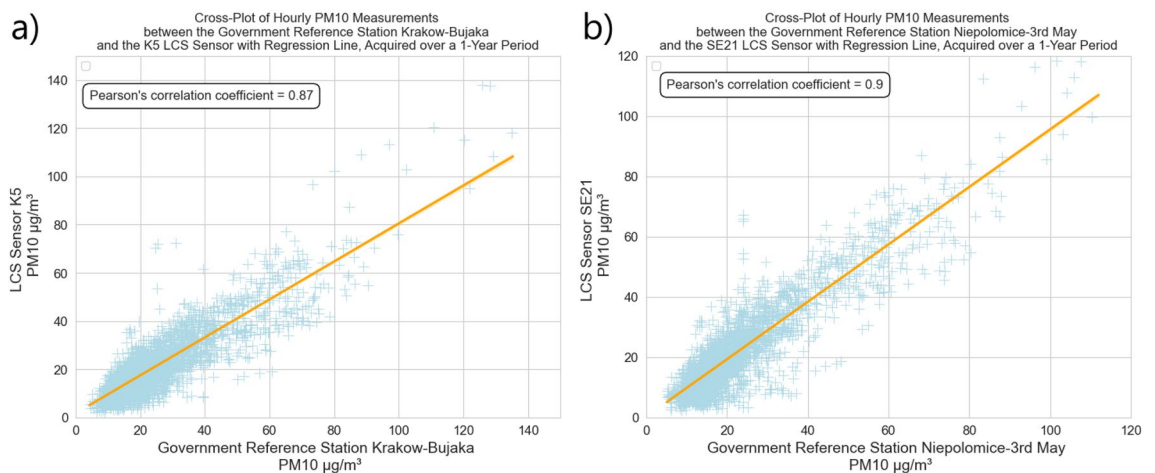 a)
Cross-Plot of Hourly PM10 Measurements
between the Government Reference Station Krakow-Bujaka
and the K5 LCS Sensor with Regression Line, Acquired over a 1-Year Period
Pearson's correlation coefficient = 0.87
140
120
100
80
60
40
20
0
LCS Sensor K5
PM10 µg/m³
0 20 40 60 80 100 120 140
Government Reference Station Krakow-Bujaka
PM10 µg/m³
b)
Cross-Plot of Hourly PM10 Measurements
between the Government Reference Station Niepolomice-3rd May
and the SE21 LCS Sensor with Regression Line, Acquired over a 1-Year Period
Pearson's correlation coefficient = 0.9
120
100
80
60
40
20
0
LCS Sensor SE21
PM10 µg/m³
0 20 40 60 80 100 120
Government Reference Station Niepolomice-3rd May
PM10 µg/m³